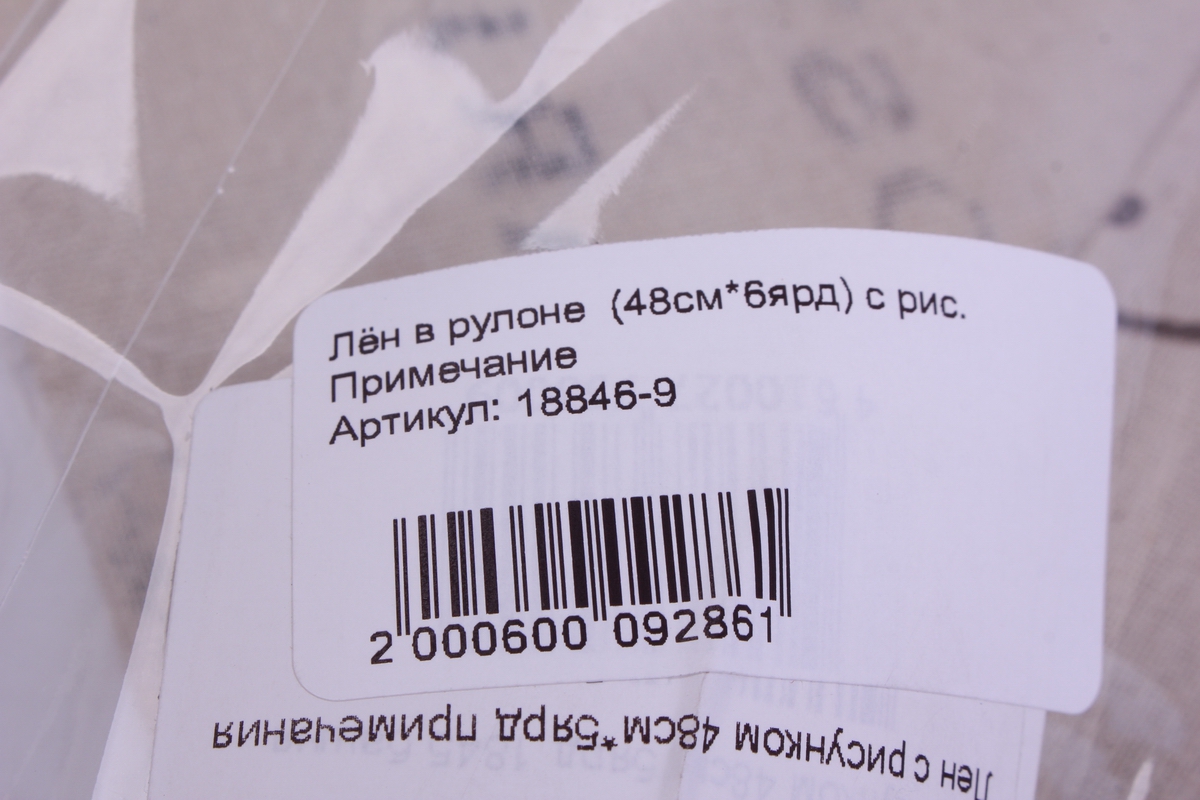 Лён в рулоне (48см*6ярд) с рис.
Примечание
Артикул: 18846-9
2 000600 092861
Лен с рисунком 48см*5ярд примечания